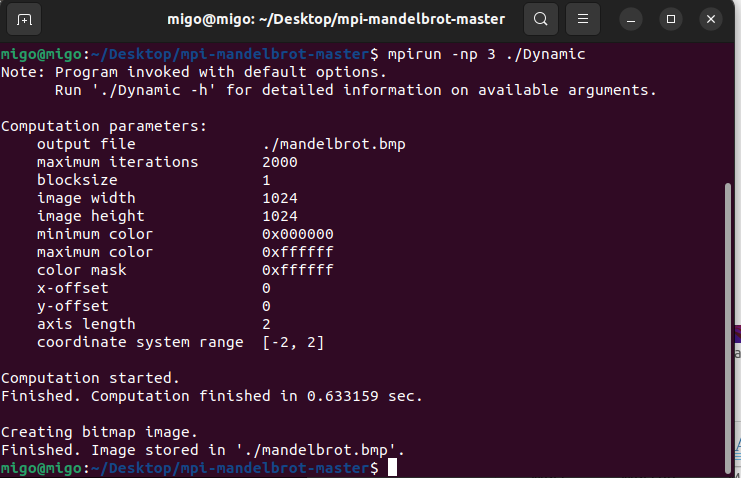 migo@migo: ~/Desktop/mpi-mandelbrot-master
migo@migo:~/Desktop/mpi-mandelbrot-master$ mpirun -np 3 ./Dynamic
Note: Program invoked with default options.
      Run './Dynamic -h' for detailed information on available arguments.
Computation parameters:
    output file              ./mandelbrot.bmp
    maximum iterations       2000
    blocksize                1
    image width              1024
    image height             1024
    minimum color            0x000000
    maximum color            0xffffff
    color mask               0xffffff
    x-offset                 0
    y-offset                 0
    axis length              2
    coordinate system range  [-2, 2]
Computation started.
Finished. Computation finished in 0.633159 sec.
Creating bitmap image.
Finished. Image stored in './mandelbrot.bmp'.
migo@migo:~/Desktop/mpi-mandelbrot-master$